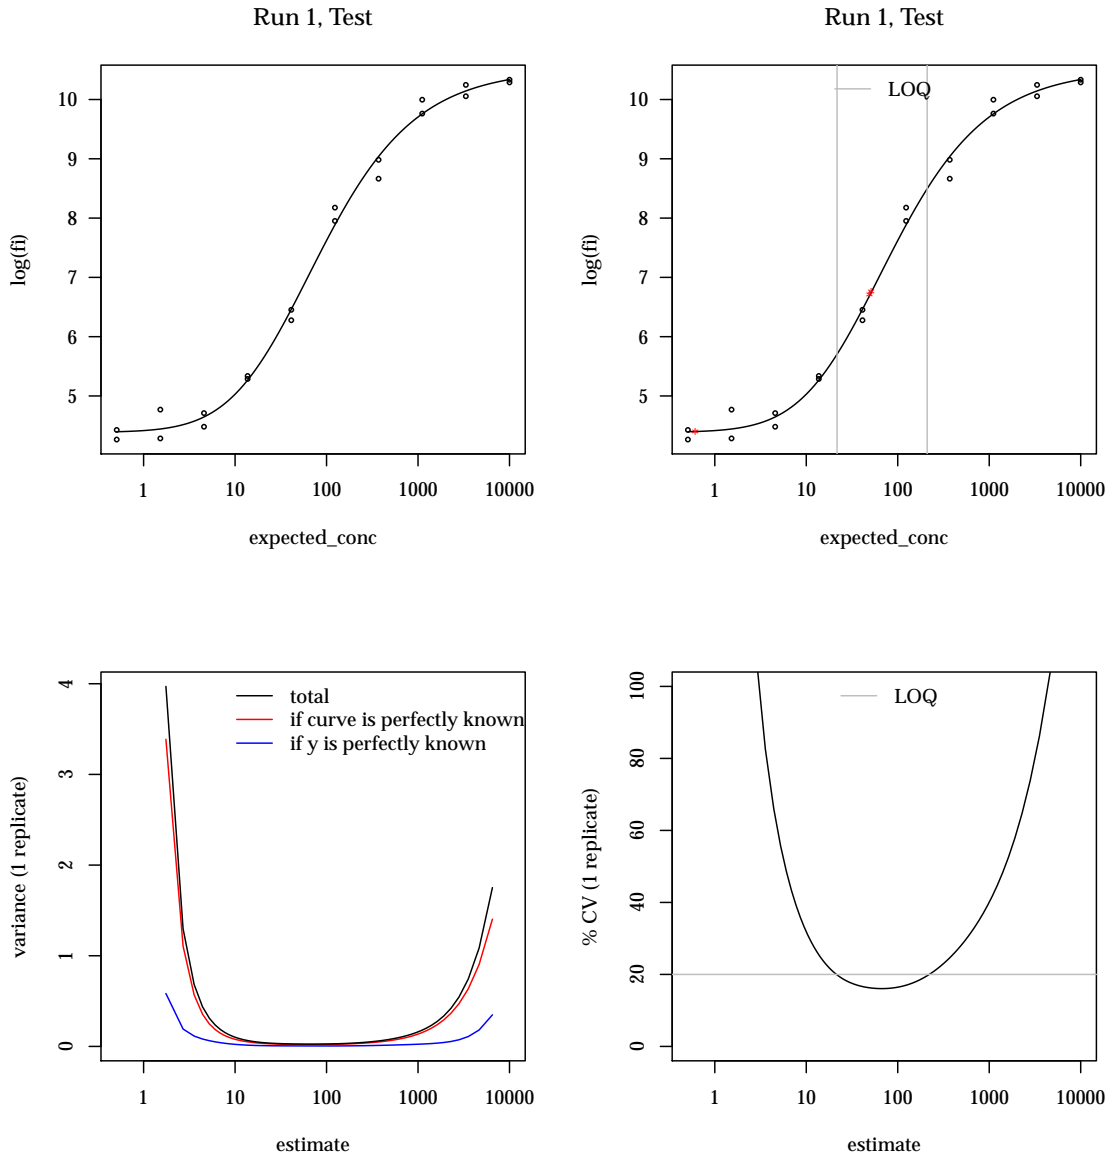 Run 1, Test
10
9
8
7
6
5
log(fi)
1 10 100 1000 10000
expected_conc
Run 1, Test
LOQ
10
9
8
7
6
5
log(fi)
1 10 100 1000 10000
expected_conc
total
if curve is perfectly known
if y is perfectly known
4
3
2
1
0
variance (1 replicate)
1 10 100 1000 10000
estimate
LOQ
100
80
60
40
20
0
% CV (1 replicate)
1 10 100 1000 10000
estimate